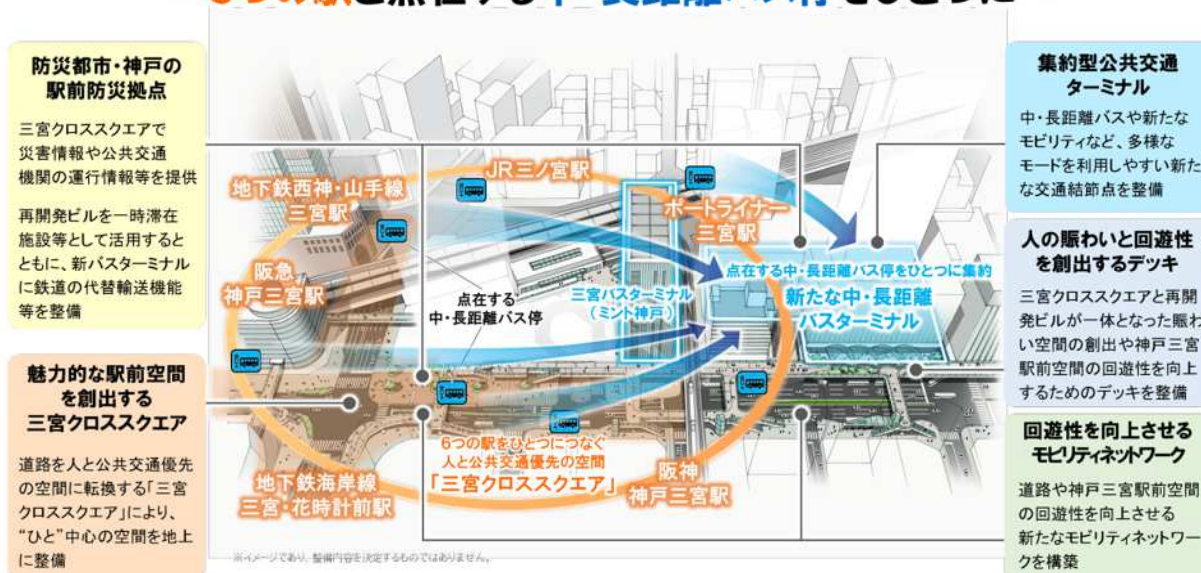 6つの駅と点在する中・長距離バス停をひとつに
防災都市・神戸の
駅前防災拠点
三宮クロススクエアで
災害情報や公共交通
機関の運行情報等を提供
再開発ビルを一時滞在
施設等として活用すると
ともに、新バスターミナル
に鉄道の代替輸送機能
等を整備
魅力的な駅前空間
を創出する
三宮クロススクエア
道路を人と公共交通優先
の空間に転換する「三宮
クロススクエア」により、
“ひと”中心の空間を地上
に整備
JR三ノ宮駅
地下鉄西神・山手線
三宮駅
ポートライナー
三宮駅
阪急
神戸三宮駅
点在する
中・長距離バス停
三宮バスターミナル
(ミント神戸)
点在する中・長距離バス停をひとつに集約
新たな中・長距離
バスターミナル
6つの駅をひとつにつなぐ
人と公共交通優先の空間
「三宮クロススクエア」
地下鉄海岸線
三宮・花時計前駅
阪神
神戸三宮駅
※イメージであり、整備内容を決定するものではありません。
集約型公共交通
ターミナル
中・長距離バスや新たな
モビリティなど、多様な
モードを利用しやすい新た
な交通結節点を整備
人の賑わいと回遊性
を創出するデッキ
三宮クロススクエアと再開
発ビルが一体となった賑わ
い空間の創出や神戸三宮
駅前空間の回遊性を向上
するためのデッキを整備
回遊性を向上させる
モビリティネットワーク
道路や神戸三宮駅前空間
の回遊性を向上させる
新たなモビリティネットワー
クを構築